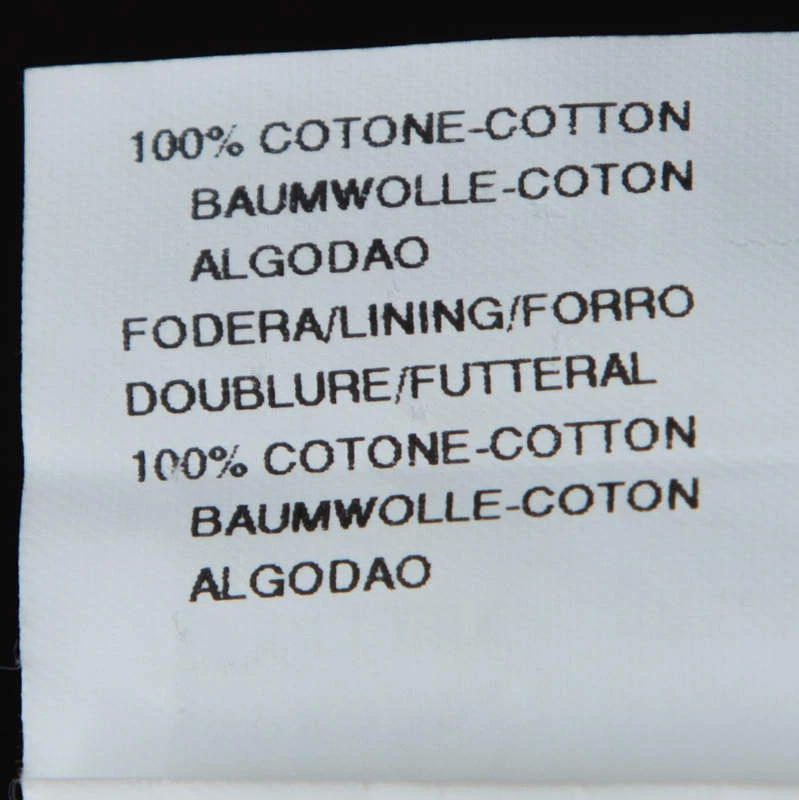 100% COTONE-COTTON
BAUMWOLLE-COTON
ALGODAO
FODERA/LINING/FORRO
DOUBLURE/FUTTERAL
100% COTONE-COTTON
BAUMWOLLE-COTON
ALGODAO